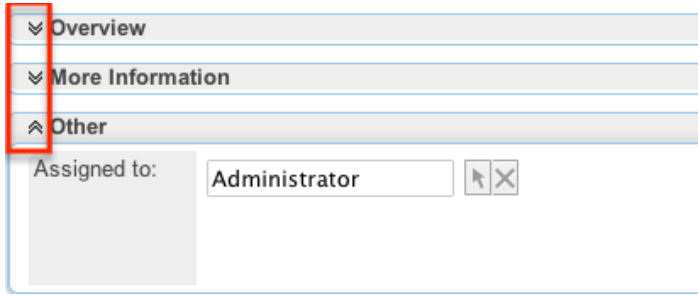 Overview
More Information
Other
Assigned to: Administrator